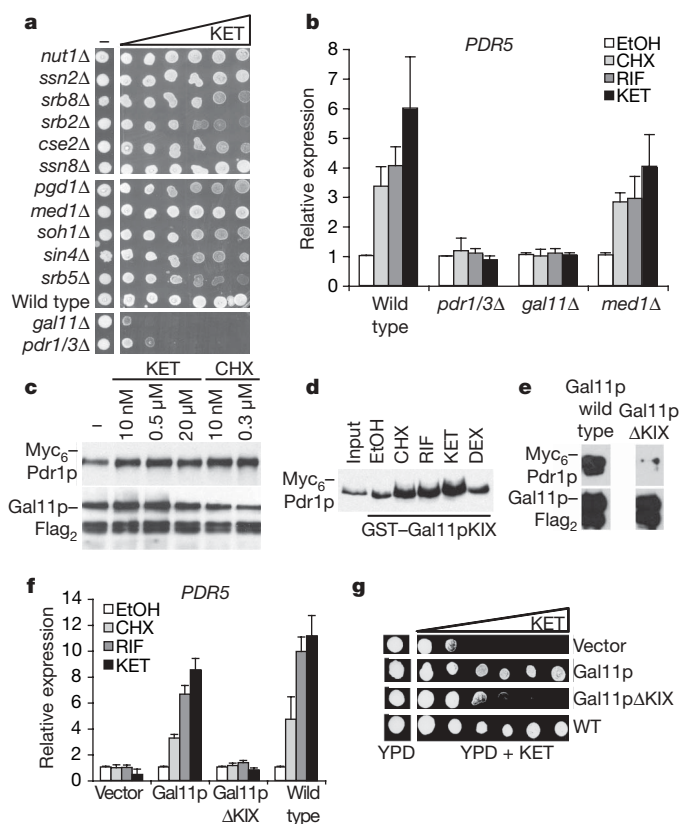 a
–
KET
nut1Δ
ssn2Δ
srb8Δ
srb2Δ
cse2Δ
ssn8Δ
pgd1Δ
med1Δ
soh1Δ
sin4Δ
srb5Δ
Wild type
gal11Δ
pdr1/3Δ
b
PDR5
EtOH
CHX
RIF
KET
Relative expression
8
7
6
5
4
3
2
1
0
Wild type
pdr1/3Δ
gal11Δ
med1Δ
c
KET
CHX
–
10 nM
0.5 µM
20 µM
10 nM
0.3 µM
Myc6–
Pdr1p
Gal11p–
Flag2
d
Input
EtOH
CHX
RIF
KET
DEX
Myc6–
Pdr1p
GST–Gal11pKIX
e
Gal11p wild type
Gal11p ΔKIX
Myc6–
Pdr1p
Gal11p–
Flag2
f
PDR5
EtOH
CHX
RIF
KET
Relative expression
14
12
10
8
6
4
2
0
Vector
Gal11p
Gal11p ΔKIX
Wild type
g
KET
Vector
Gal11p
Gal11pΔKIX
WT
YPD
YPD + KET